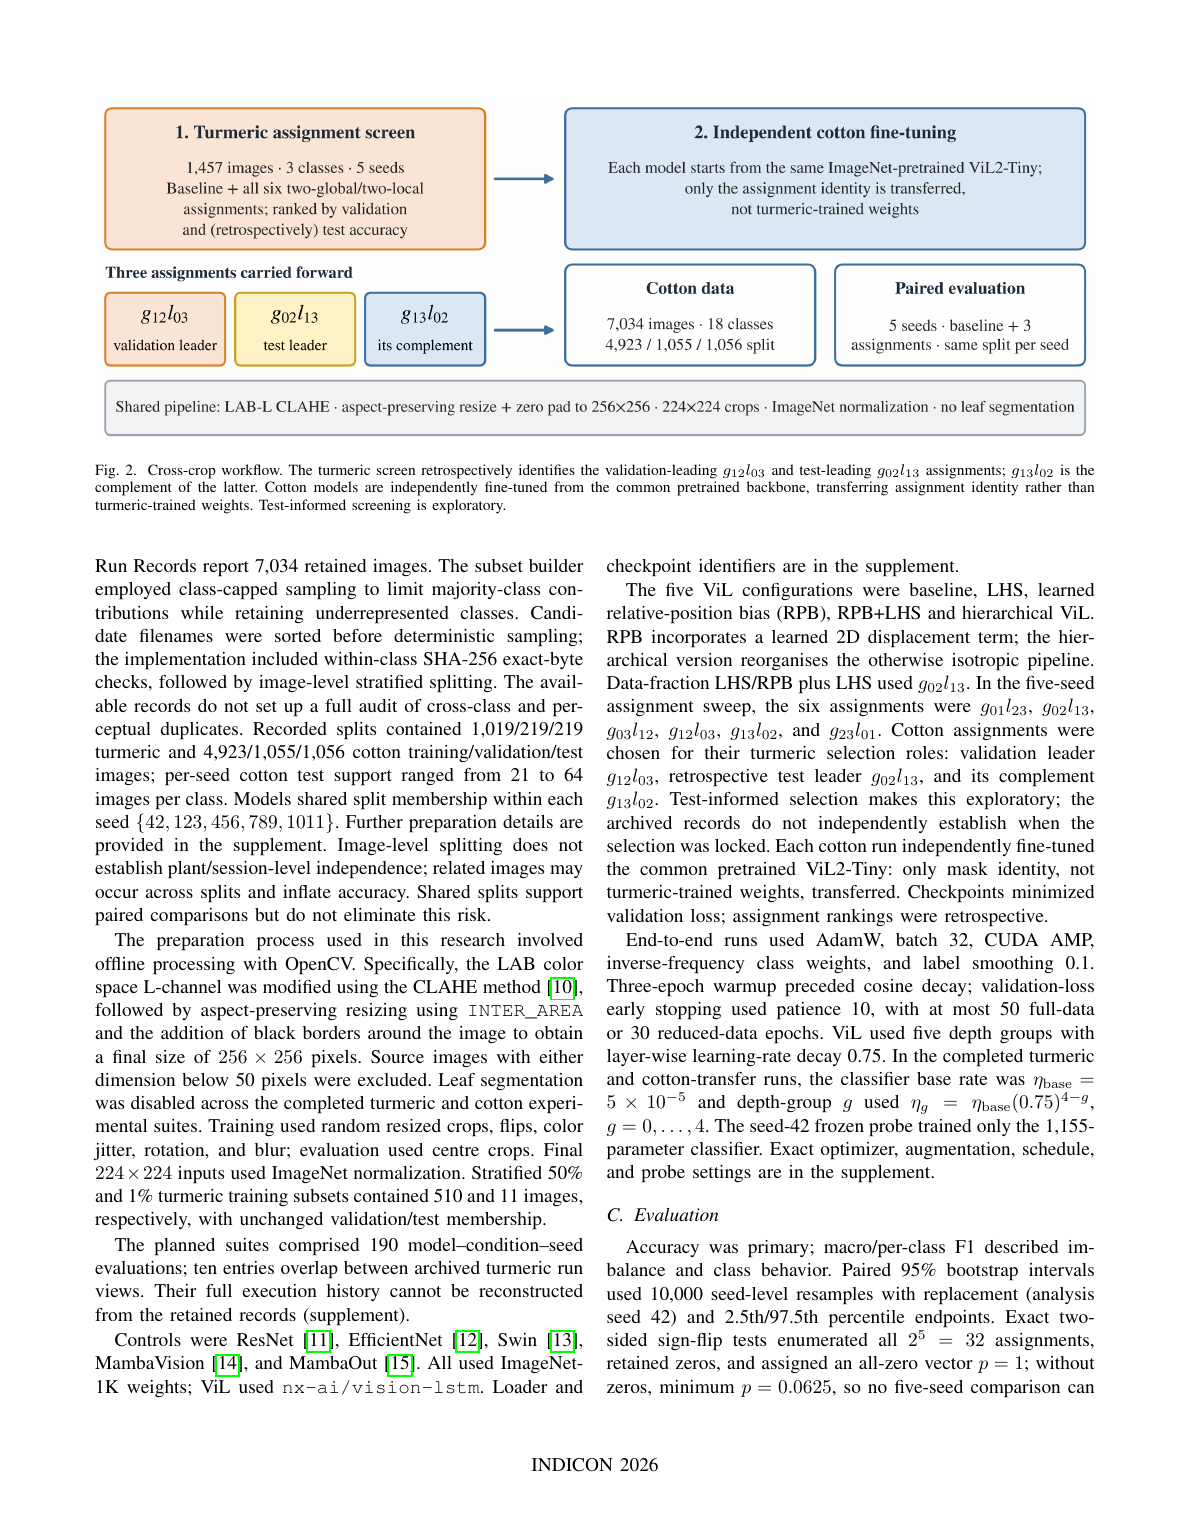 1. Turmeric assignment screen
1,457 images · 3 classes · 5 seeds
Baseline + all six two-global/two-local
assignments; ranked by validation
and (retrospectively) test accuracy
2. Independent cotton fine-tuning
Each model starts from the same ImageNet-pretrained ViL2-Tiny;
only the assignment identity is transferred,
not turmeric-trained weights
Three assignments carried forward
g₁₂l₀₃
validation leader
g₀₂l₁₃
test leader
g₁₃l₀₂
its complement
Cotton data
7,034 images · 18 classes
4,923 / 1,055 / 1,056 split
Paired evaluation
5 seeds · baseline + 3
assignments · same split per seed
Shared pipeline: LAB-L CLAHE · aspect-preserving resize + zero pad to 256×256 · 224×224 crops · ImageNet normalization · no leaf segmentation
Fig. 2. Cross-crop workflow. The turmeric screen retrospectively identifies the validation-leading g₁₂l₀₃ and test-leading g₀₂l₁₃ assignments; g₁₃l₀₂ is the
complement of the latter. Cotton models are independently fine-tuned from the common pretrained backbone, transferring assignment identity rather than
turmeric-trained weights. Test-informed screening is exploratory.
Run Records report 7,034 retained images. The subset builder
employed class-capped sampling to limit majority-class con-
tributions while retaining underrepresented classes. Candi-
date filenames were sorted before deterministic sampling;
the implementation included within-class SHA-256 exact-byte
checks, followed by image-level stratified splitting. The avail-
able records do not set up a full audit of cross-class and per-
ceptual duplicates. Recorded splits contained 1,019/219/219
turmeric and 4,923/1,055/1,056 cotton training/validation/test
images; per-seed cotton test support ranged from 21 to 64
images per class. Models shared split membership within each
seed {42, 123, 456, 789, 1011}. Further preparation details are
provided in the supplement. Image-level splitting does not
establish plant/session-level independence; related images may
occur across splits and inflate accuracy. Shared splits support
paired comparisons but do not eliminate this risk.
The preparation process used in this research involved
offline processing with OpenCV. Specifically, the LAB color
space L-channel was modified using the CLAHE method [10],
followed by aspect-preserving resizing using INTER_AREA
and the addition of black borders around the image to obtain
a final size of 256 × 256 pixels. Source images with either
dimension below 50 pixels were excluded. Leaf segmentation
was disabled across the completed turmeric and cotton experi-
mental suites. Training used random resized crops, flips, color
jitter, rotation, and blur; evaluation used centre crops. Final
224×224 inputs used ImageNet normalization. Stratified 50%
and 1% turmeric training subsets contained 510 and 11 images,
respectively, with unchanged validation/test membership.
The planned suites comprised 190 model–condition–seed
evaluations; ten entries overlap between archived turmeric run
views. Their full execution history cannot be reconstructed
from the retained records (supplement).
Controls were ResNet [11], EfficientNet [12], Swin [13],
MambaVision [14], and MambaOut [15]. All used ImageNet-
1K weights; ViL used nx-ai/vision-lstm. Loader and
checkpoint identifiers are in the supplement.
The five ViL configurations were baseline, LHS, learned
relative-position bias (RPB), RPB+LHS and hierarchical ViL.
RPB incorporates a learned 2D displacement term; the hier-
archical version reorganises the otherwise isotropic pipeline.
Data-fraction LHS/RPB plus LHS used g₀₂l₁₃. In the five-seed
assignment sweep, the six assignments were g₀₁l₂₃, g₀₂l₁₃,
g₀₃l₁₂, g₁₂l₀₃, g₁₃l₀₂, and g₂₃l₀₁. Cotton assignments were
chosen for their turmeric selection roles: validation leader
g₁₂l₀₃, retrospective test leader g₀₂l₁₃, and its complement
g₁₃l₀₂. Test-informed selection makes this exploratory; the
archived records do not independently establish when the
selection was locked. Each cotton run independently fine-tuned
the common pretrained ViL2-Tiny: only mask identity, not
turmeric-trained weights, transferred. Checkpoints minimized
validation loss; assignment rankings were retrospective.
End-to-end runs used AdamW, batch 32, CUDA AMP,
inverse-frequency class weights, and label smoothing 0.1.
Three-epoch warmup preceded cosine decay; validation-loss
early stopping used patience 10, with at most 50 full-data
or 30 reduced-data epochs. ViL used five depth groups with
layer-wise learning-rate decay 0.75. In the completed turmeric
and cotton-transfer runs, the classifier base rate was η_base =
5 × 10⁻⁵ and depth-group g used η_g = η_base(0.75)⁴⁻ᵍ,
g = 0, . . . , 4. The seed-42 frozen probe trained only the 1,155-
parameter classifier. Exact optimizer, augmentation, schedule,
and probe settings are in the supplement.
C. Evaluation
Accuracy was primary; macro/per-class F1 described im-
balance and class behavior. Paired 95% bootstrap intervals
used 10,000 seed-level resamples with replacement (analysis
seed 42) and 2.5th/97.5th percentile endpoints. Exact two-
sided sign-flip tests enumerated all 2⁵ = 32 assignments,
retained zeros, and assigned an all-zero vector p = 1; without
zeros, minimum p = 0.0625, so no five-seed comparison can
INDICON 2026